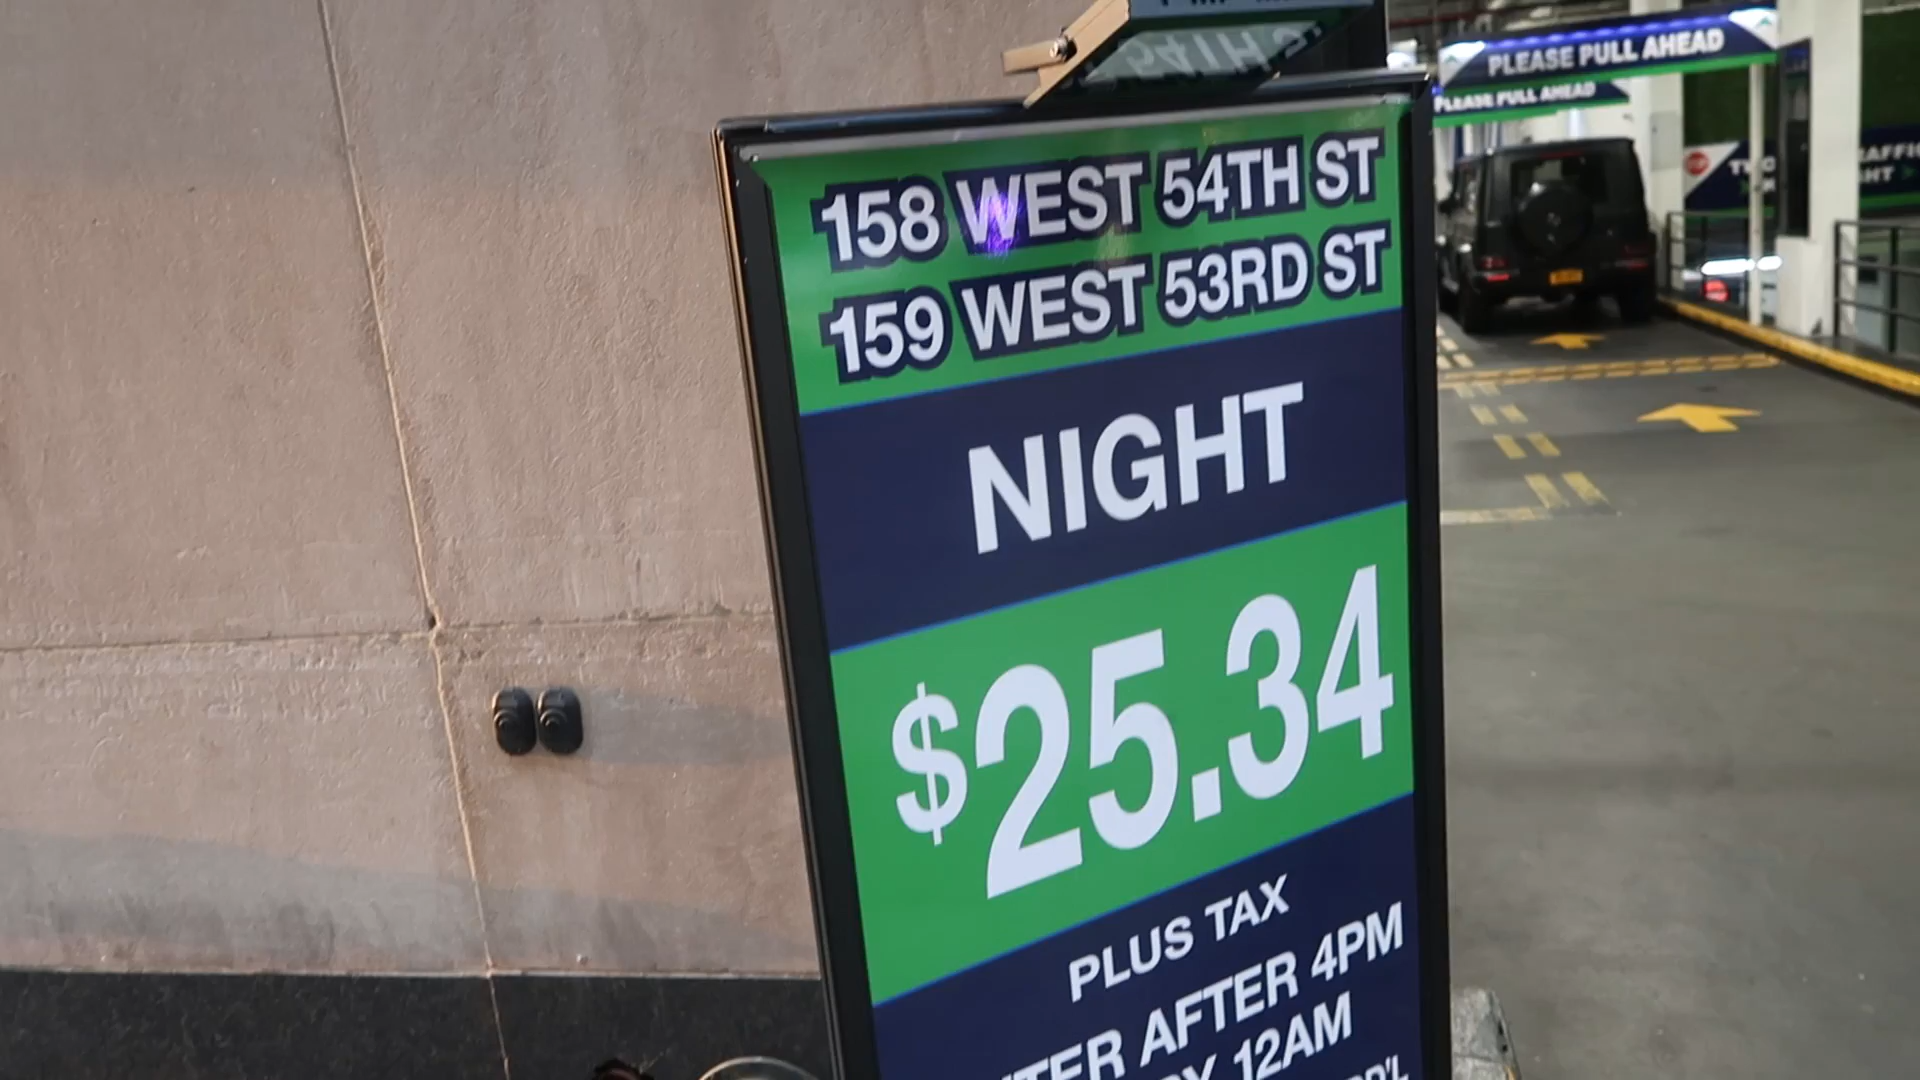 54TH S
PLEASE PULL AHEAD
PLEASE PULL AHEAD
158 WEST 54TH ST
159 WEST 53RD ST
NIGHT
$25.34
PLUS TAX
TER AFTER 4PM
Y 12AM
D'L